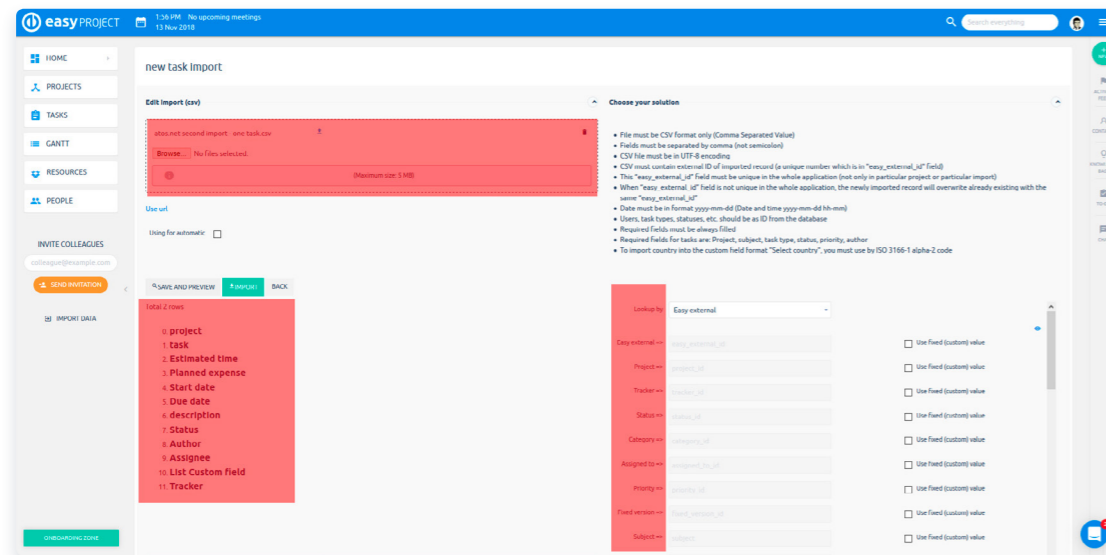 easy PROJECT
1:56 PM No upcoming meetings
13 Nov 2018
Search everything
HOME
PROJECTS
TASKS
GANTT
RESOURCES
PEOPLE
INVITE COLLEAGUES
colleague@example.com
SEND INVITATION
IMPORT DATA
ONBOARDING ZONE
new task import
Edit import (csv)
atos.net second import one task.csv
Browse... No files selected.
(Maximum size: 5 MB)
Use url
Using for automatic
SAVE AND PREVIEW IMPORT BACK
Total 2 rows
0. project
1. task
2. Estimated time
3. Planned expense
4. Start date
5. Due date
6. description
7. Status
8. Author
9. Assignee
10. List Custom field
11. Tracker
Choose your solution
• File must be CSV format only (Comma Separated Value)
• Fields must be separated by comma (not semicolon)
• CSV file must be in UTF-8 encoding
• CSV must contain external ID of imported record (a unique number which is in "easy_external_id" field)
• This "easy_external_id" field must be unique in the whole application (not only in particular project or particular import)
• When "easy_external_id" field is not unique in the whole application, the newly imported record will overwrite already existing with the
same "easy_external_id"
• Date must be in format yyyy-mm-dd (Date and time yyyy-mm-dd hh-mm)
• Users, task types, statuses, etc. should be as ID from the database
• Required fields must be always filled
• Required fields for tasks are: Project, subject, task type, status, priority, author
• To import country into the custom field format "Select country", you must use by ISO 3166-1 alpha-2 code
Lookup by Easy external
Easy external => easy_external_id Use fixed (custom) value
Project => project_id Use fixed (custom) value
Tracker => tracker_id Use fixed (custom) value
Status => status_id Use fixed (custom) value
Category => category_id Use fixed (custom) value
Assigned to => assigned_to_id Use fixed (custom) value
Priority => priority_id Use fixed (custom) value
Fixed version => fixed_version_id Use fixed (custom) value
Subject => subject Use fixed (custom) value